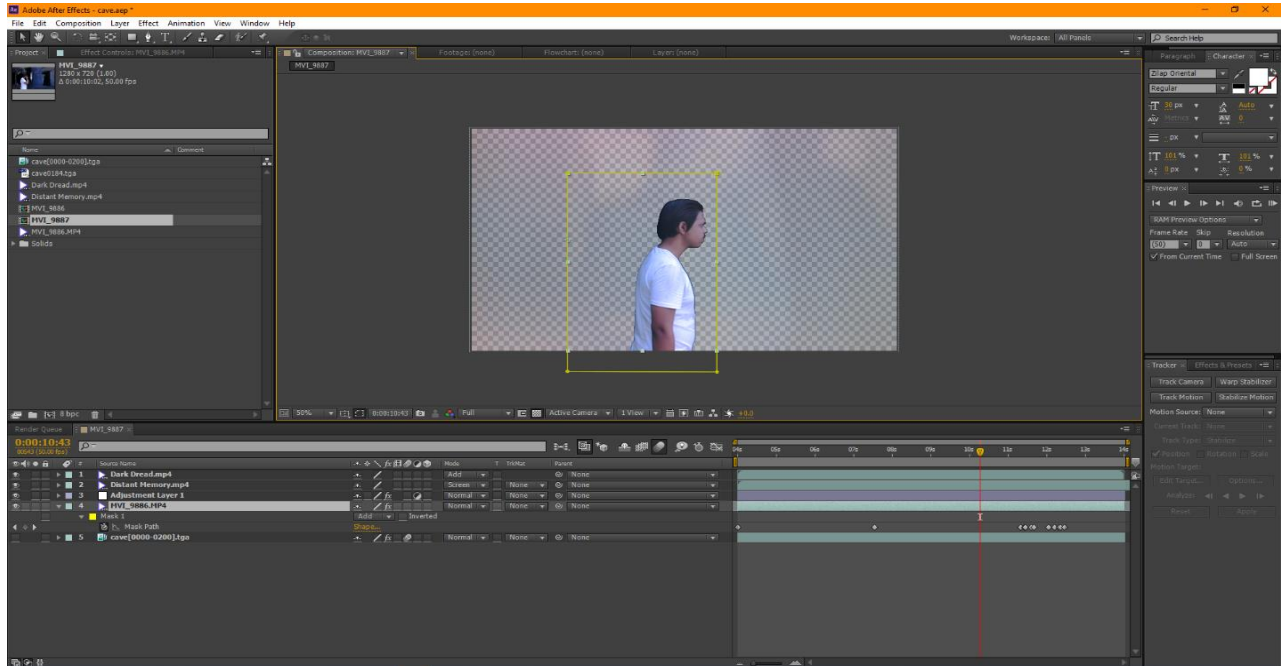 Adobe After Effects - cave.aep *
File Edit Composition Layer Effect Animation View Window Help
Workspace: All Panels Search Help
Project Effect Controls: MVI_9886.MP4
Composition: MVI_9887 Footage: (none) Flowchart: (none) Layer: (none)
Paragraph Character
MVI_9887
1280 x 720 (1.00)
Δ 0:00:10:02, 50.00 fps
MVI_9887
Zilap Oriental
Regular
36 px Auto
Metrics 0
- px
101 % 101 %
0 px 0 %
Name Comment
cave[0000-0200].tga
cave0184.tga
Dark Dread.mp4
Distant Memory.mp4
MVI_9886
MVI_9887
MVI_9886.MP4
Solids
Preview
RAM Preview Options
Frame Rate Skip Resolution
(50) 0 Auto
From Current Time Full Screen
Tracker Effects & Presets
Track Camera Warp Stabilizer
Track Motion Stabilize Motion
Motion Source: None
Current Track: None
Track Type: Stabilize
Position Rotation Scale
Motion Target:
Edit Target... Options...
Analyze:
Reset Apply
8 bpc
50% 0:00:10:43 Full Active Camera 1 View +0.0
Render Queue MVI_9887
0:00:10:43
00543 (50.00 fps)
04s 05s 06s 07s 08s 09s 10s 11s 12s 13s 14s
# Source Name Mode T TrkMat Parent
1 Dark Dread.mp4 Add None
2 Distant Memory.mp4 Screen None None
3 Adjustment Layer 1 fx Normal None None
4 MVI_9886.MP4 fx Normal None None
Mask 1 Add Inverted
Mask Path Shape...
5 cave[0000-0200].tga fx Normal None None